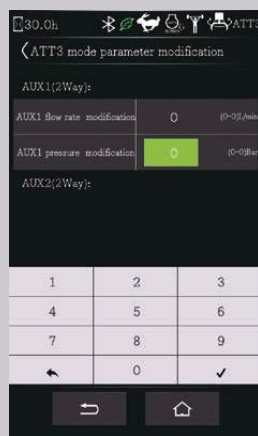 30.0h ATT3
ATT3 mode parameter modification
AUX1(2Way):
AUX1 flow rate modification 0 (0~0)L/min
AUX1 pressure modification 0 (0~0)Bar
AUX2(2Way):
1 2 3
4 5 6
7 8 9
0